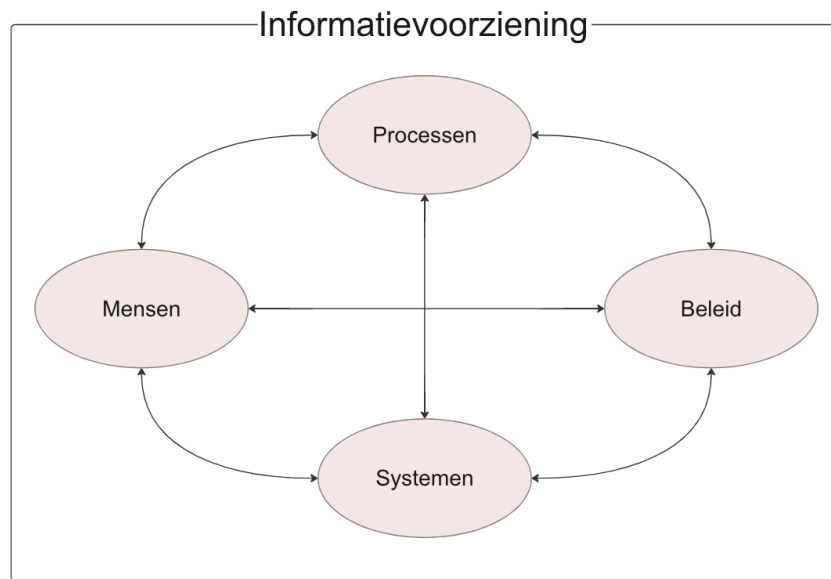 Informatievoorziening
Processen
Mensen
Beleid
Systemen